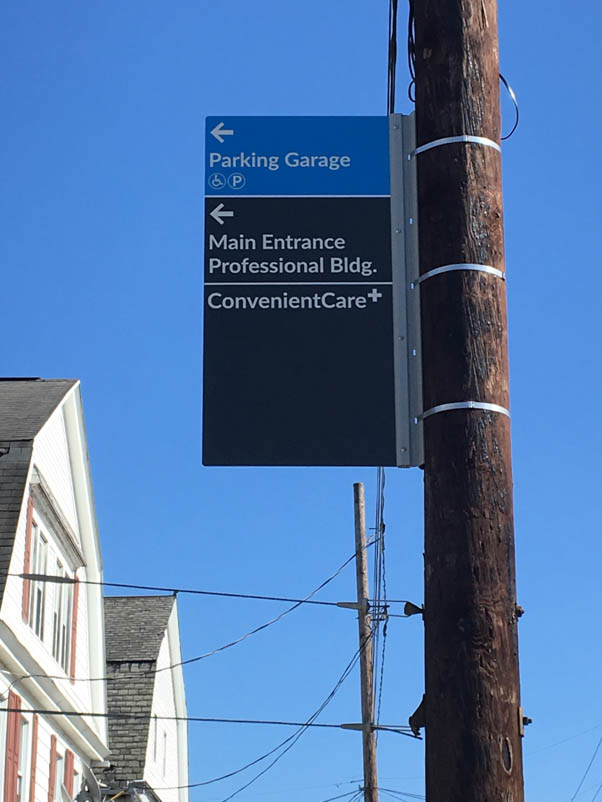 ←
Parking Garage
♿ P
←
Main Entrance
Professional Bldg.
ConvenientCare+